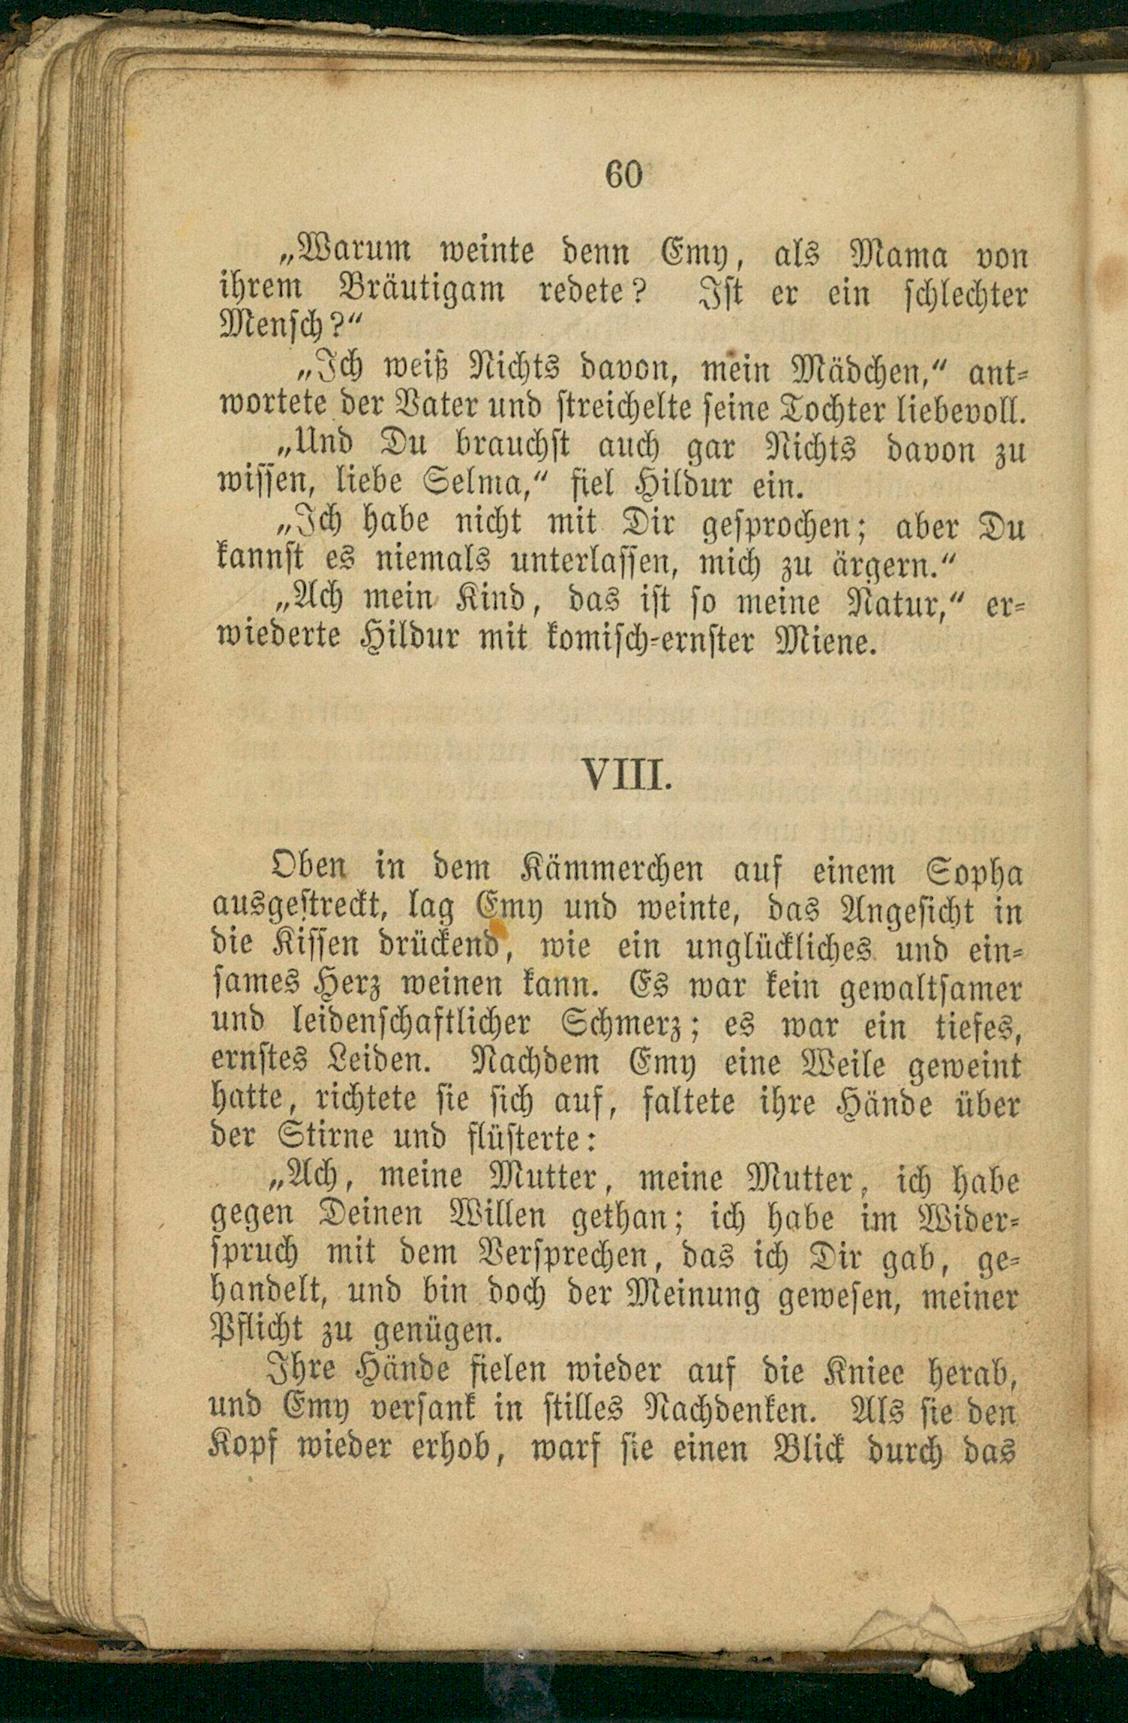 60
„Warum weinte denn Emy, als Mama von
ihrem Bräutigam redete? Ist er ein schlechter
Mensch?“
„Ich weiß Nichts davon, mein Mädchen,“ ant-
wortete der Vater und streichelte seine Tochter liebevoll.
„Und Du brauchst auch gar Nichts davon zu
wissen, liebe Selma,“ fiel Hildur ein.
„Ich habe nicht mit Dir gesprochen; aber Du
kannst es niemals unterlassen, mich zu ärgern.“
„Ach mein Kind, das ist so meine Natur,“ er-
wiederte Hildur mit komisch-ernster Miene.
VIII.
Oben in dem Kämmerchen auf einem Sopha
ausgestreckt, lag Emy und weinte, das Angesicht in
die Kissen drückend, wie ein unglückliches und ein-
sames Herz weinen kann. Es war kein gewaltsamer
und leidenschaftlicher Schmerz; es war ein tiefes,
ernstes Leiden. Nachdem Emy eine Weile geweint
hatte, richtete sie sich auf, faltete ihre Hände über
der Stirne und flüsterte:
„Ach, meine Mutter, meine Mutter, ich habe
gegen Deinen Willen gethan; ich habe im Wider-
spruch mit dem Versprechen, das ich Dir gab, ge-
handelt, und bin doch der Meinung gewesen, meiner
Pflicht zu genügen.
Ihre Hände fielen wieder auf die Kniee herab,
und Emy versank in stilles Nachdenken. Als sie den
Kopf wieder erhob, warf sie einen Blick durch das